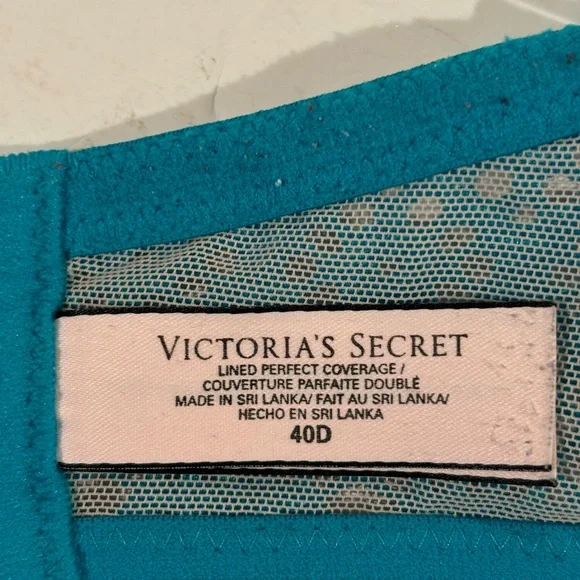 VICTORIA'S SECRET
LINED PERFECT COVERAGE /
COUVERTURE PARFAITE DOUBLÉ
MADE IN SRI LANKA/ FAIT AU SRI LANKA/
HECHO EN SRI LANKA
40D